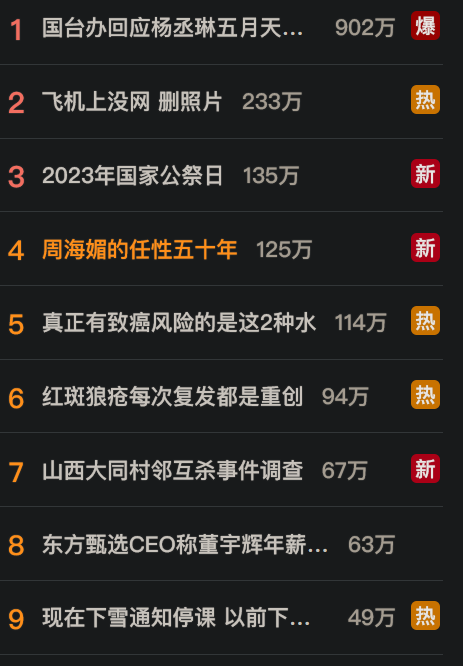 1 国台办回应杨丞琳五月天... 902万 爆
2 飞机上没网 删照片 233万 热
3 2023年国家公祭日 135万 新
4 周海媚的任性五十年 125万 新
5 真正有致癌风险的是这2种水 114万 热
6 红斑狼疮每次复发都是重创 94万 热
7 山西大同村邻互杀事件调查 67万 新
8 东方甄选CEO称董宇辉年薪... 63万
9 现在下雪通知停课 以前下... 49万 热